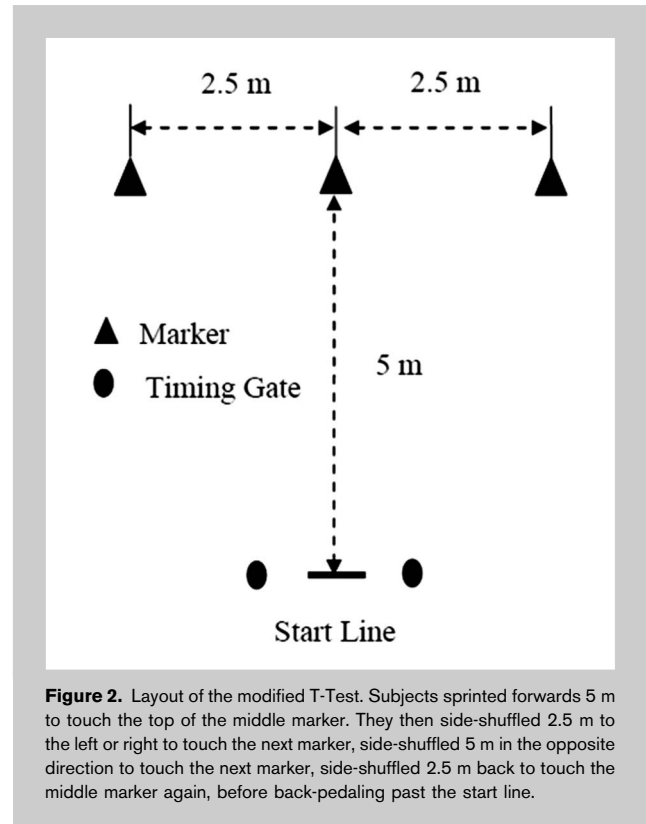 2.5 m 2.5 m
Marker
5 m
Timing Gate
Start Line
Figure 2. Layout of the modified T-Test. Subjects sprinted forwards 5 m
to touch the top of the middle marker. They then side-shuffled 2.5 m to
the left or right to touch the next marker, side-shuffled 5 m in the opposite
direction to touch the next marker, side-shuffled 2.5 m back to touch the
middle marker again, before back-pedaling past the start line.